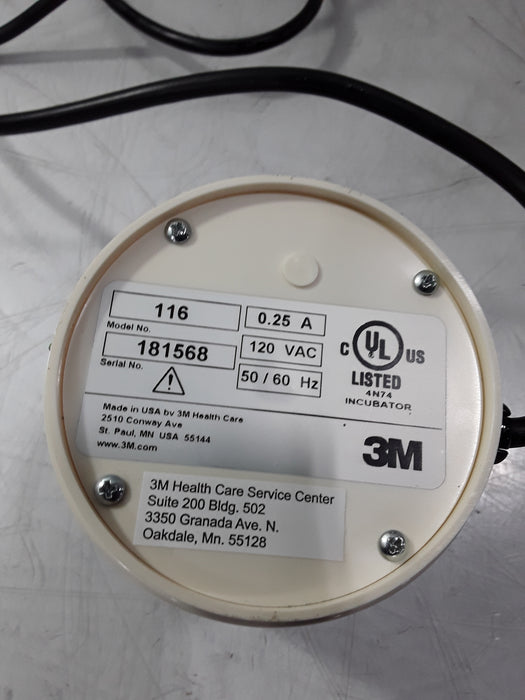 116
Model No.
181568
Serial No.
0.25 A
120 VAC
50 / 60 Hz
C UL US
LISTED
4N74
INCUBATOR
Made in USA by 3M Health Care
2510 Conway Ave
St. Paul, MN USA 55144
www.3M.com
3M
3M Health Care Service Center
Suite 200 Bldg. 502
3350 Granada Ave. N.
Oakdale, Mn. 55128